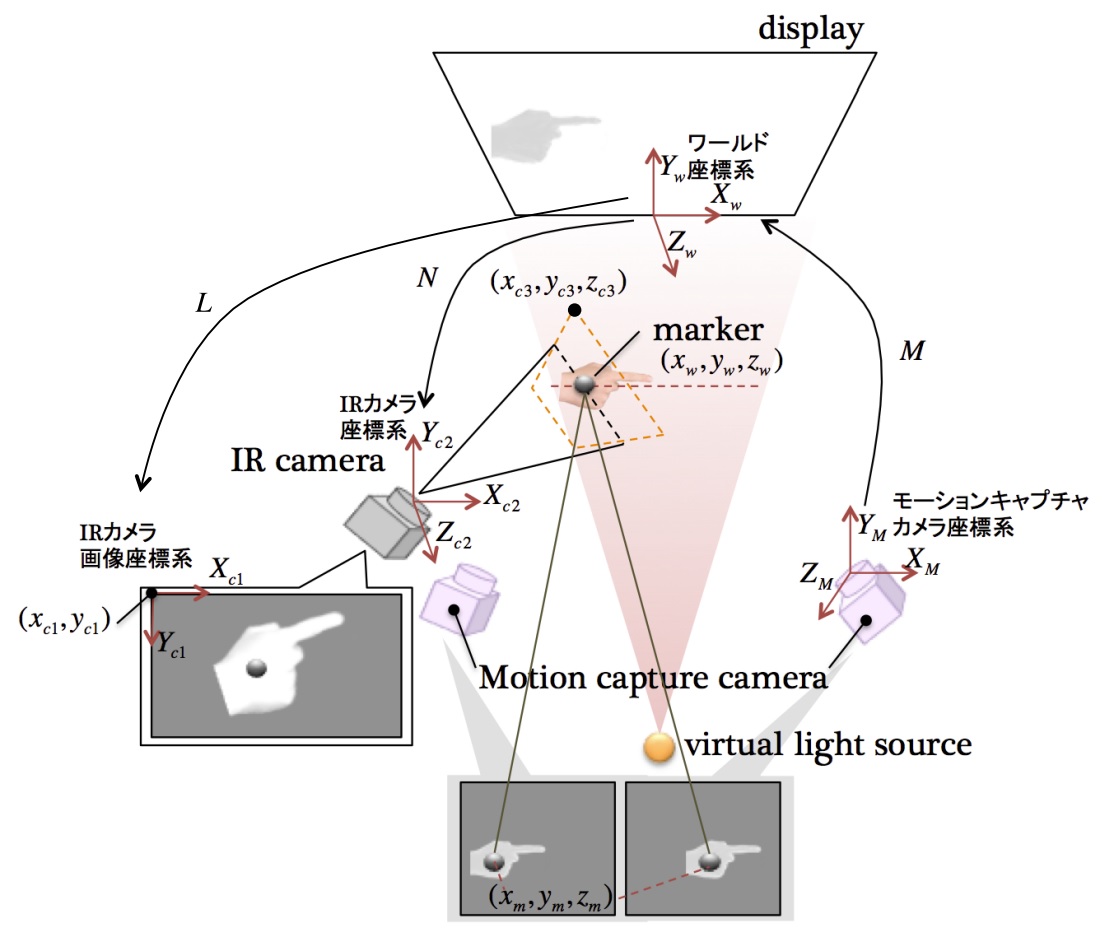 display
ワールド
座標系
Y_w
X_w
Z_w
L
N
M
(x_{c3}, y_{c3}, z_{c3})
marker
(x_w, y_w, z_w)
IRカメラ
座標系
Y_{c2}
IR camera
X_{c2}
Z_{c2}
モーションキャプチャ
カメラ座標系
Y_M
X_M
Z_M
IRカメラ
画像座標系
X_{c1}
(x_{c1}, y_{c1})
Y_{c1}
Motion capture camera
virtual light source
(x_m, y_m, z_m)